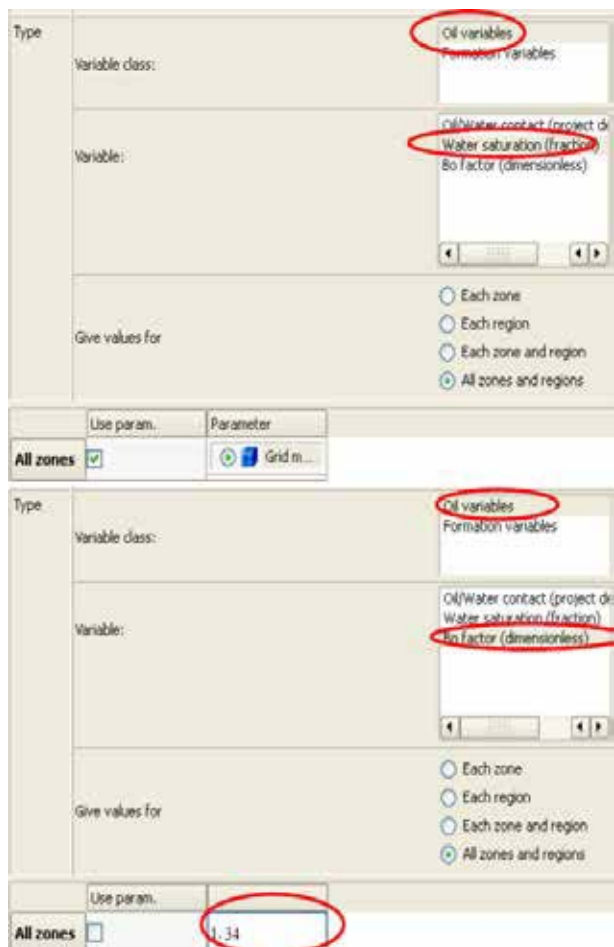 Type
Oil variables
Formation variables
Variable class:
Oil/Water contact (project de
Water saturation (fraction)
Bo factor (dimensionless)
Variable:
Each zone
Each region
Each zone and region
All zones and regions
Give values for
Use param. Parameter
All zones Grid m...
Type
Oil variables
Formation variables
Variable class:
Oil/Water contact (project de
Water saturation (fraction)
Bo factor (dimensionless)
Variable:
Each zone
Each region
Each zone and region
All zones and regions
Give values for
Use param.
All zones 1.34